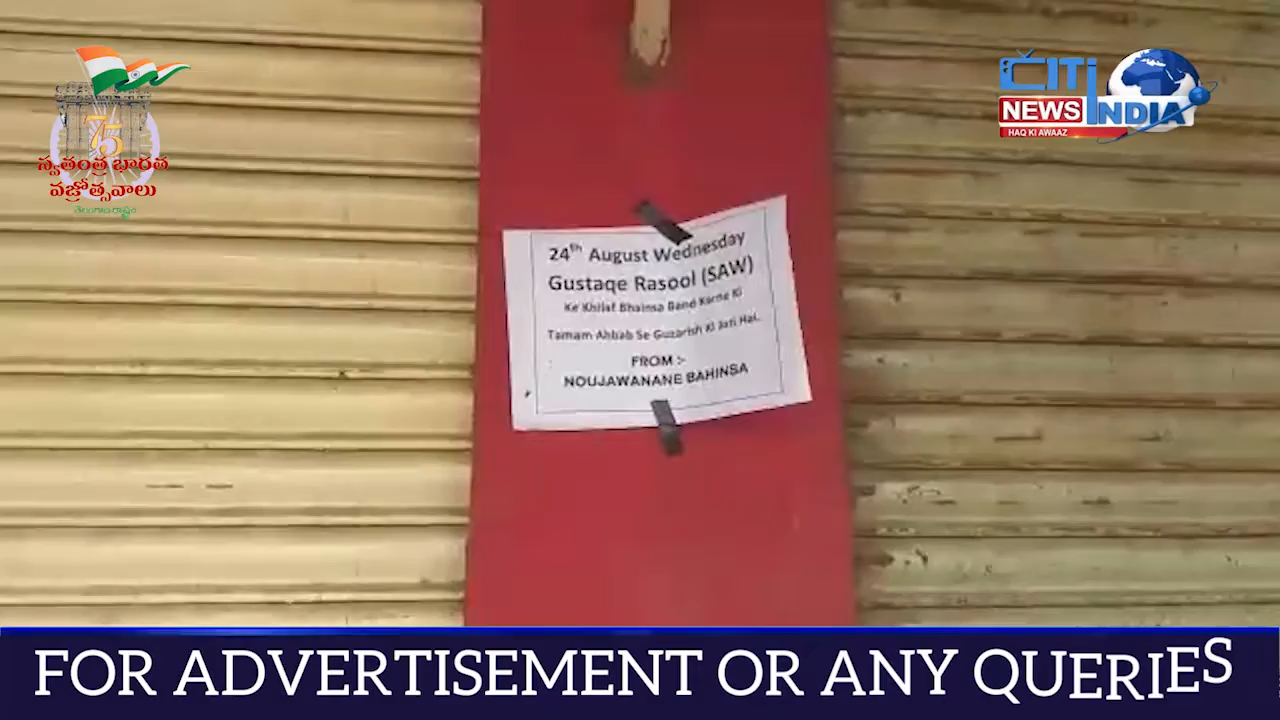 75
స్వతంత్ర భారత
వజ్రోత్సవాలు
తెలంగాణ రాష్ట్రం
CITI
NEWS INDIA
HAQ KI AWAAZ
24th August Wednesday
Gustaqe Rasool (SAW)
Ke Khilaf Bhainsa Band Karne Ki
Tamam Ahbab Se Guzarish Ki Jati Hai.
FROM :-
NOUJAWANANE BAHINSA
FOR ADVERTISEMENT OR ANY QUERIES